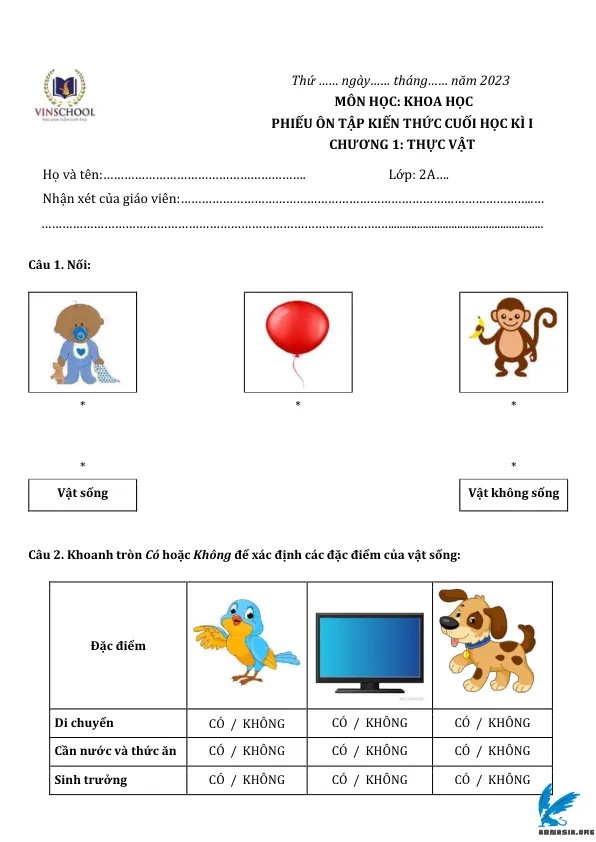 VINSCHOOL
Thứ ...... ngày...... tháng...... năm 2023
MÔN HỌC: KHOA HỌC
PHIẾU ÔN TẬP KIẾN THỨC CUỐI HỌC KÌ I
CHƯƠNG 1: THỰC VẬT
Họ và tên:........................................................ Lớp: 2A....
Nhận xét của giáo viên:........................................................................................................
................................................................................................................................................
Câu 1. Nối:
* * *
* *
Vật sống Vật không sống
Câu 2. Khoanh tròn Có hoặc Không để xác định các đặc điểm của vật sống:
Đặc điểm
Di chuyển CÓ / KHÔNG CÓ / KHÔNG CÓ / KHÔNG
Cần nước và thức ăn CÓ / KHÔNG CÓ / KHÔNG CÓ / KHÔNG
Sinh trưởng CÓ / KHÔNG CÓ / KHÔNG CÓ / KHÔNG
ABNASIA.ORG